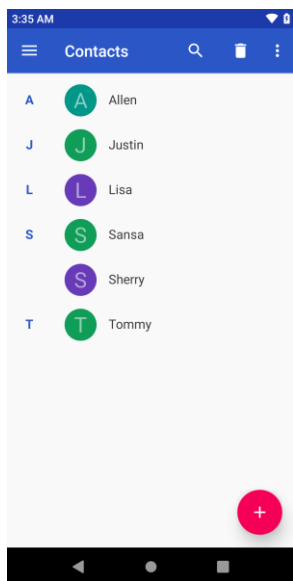 3:35 AM
Contacts
A A Allen
J J Justin
L L Lisa
S S Sansa
S Sherry
T T Tommy
+